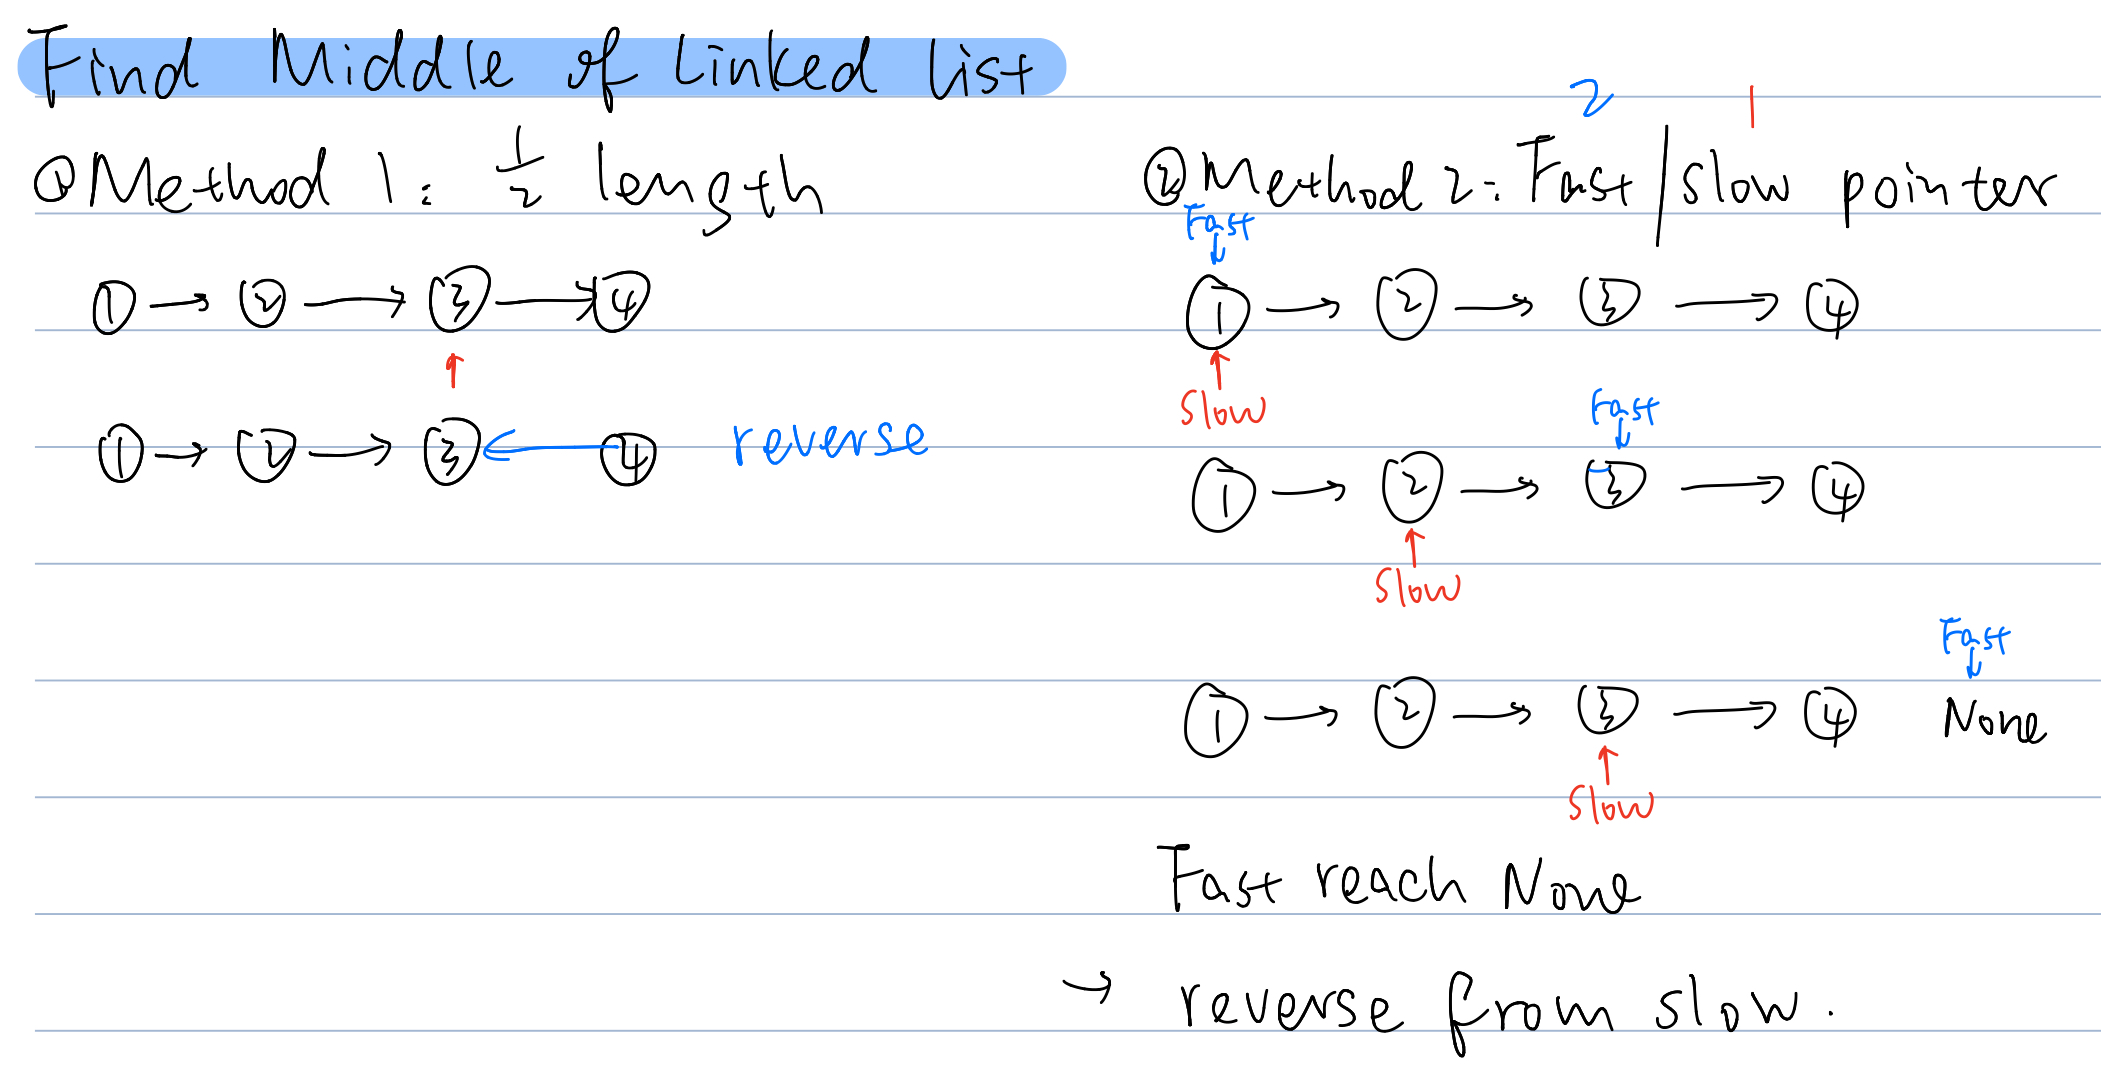 Find Middle of Linked List
① Method 1: 1/2 length
① → ② → ③ → ④
↑
① → ② → ③ ← ④ reverse
2 1
② Method 2: Fast/slow pointer
Fast
↓
① → ② → ③ → ④
↑
Slow
Fast
↓
① → ② → ③ → ④
↑
Slow
Fast
↓
① → ② → ③ → ④ None
↑
Slow
Fast reach None
→ reverse from slow.